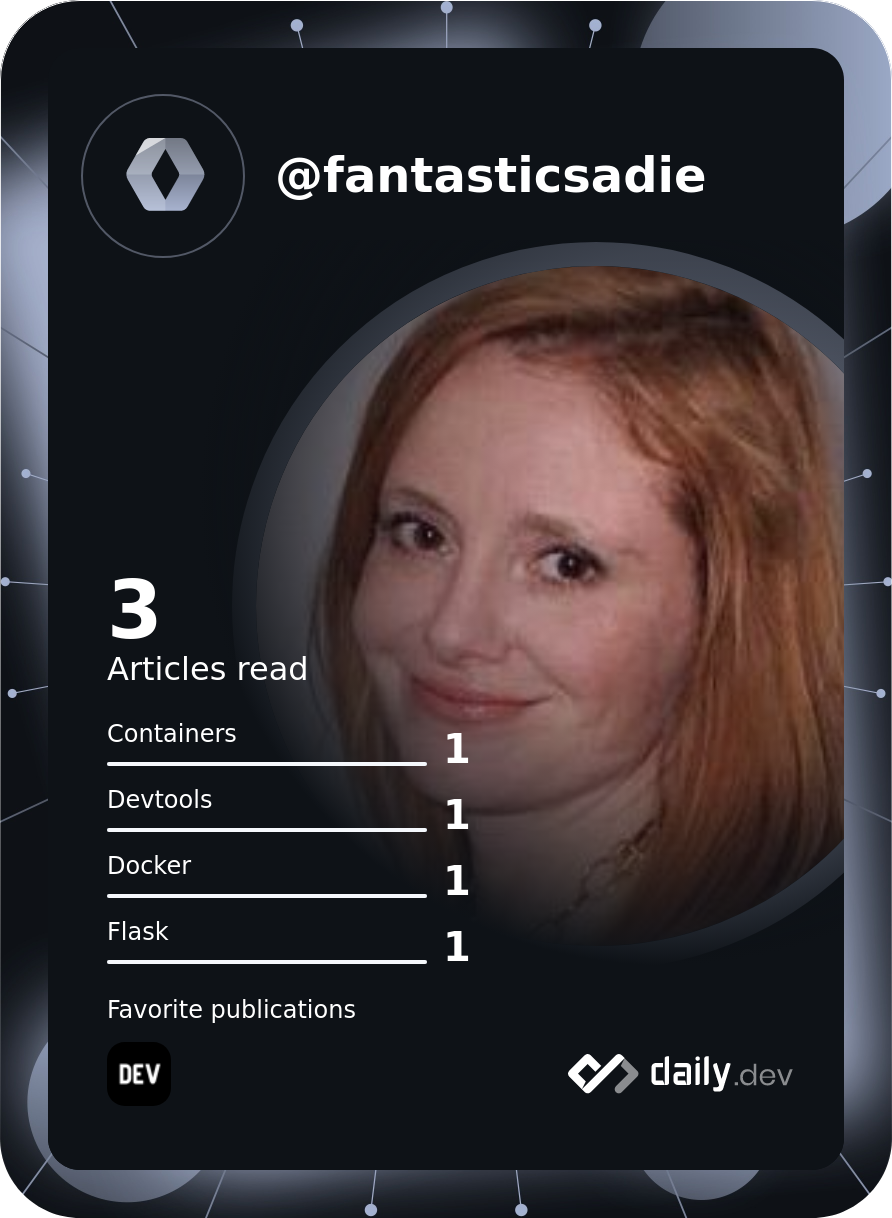 @fantasticsadie
3
Articles read
Containers 1
Devtools 1
Docker 1
Flask 1
Favorite publications
DEV
daily.dev